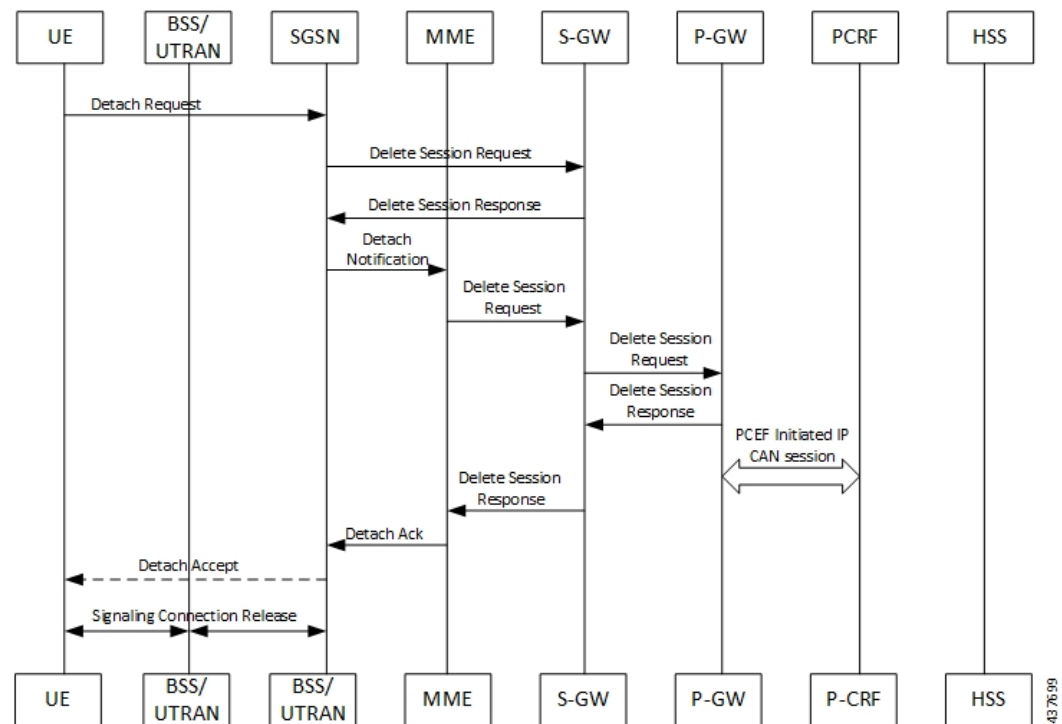 UE
BSS/
UTRAN
SGSN
MME
S-GW
P-GW
PCRF
HSS
Detach Request
Delete Session Request
Delete Session Response
Detach
Notification
Delete Session
Request
Delete Session
Request
Delete Session
Response
PCEF Initiated IP
CAN session
Delete Session
Response
Detach Ack
Detach Accept
Signaling Connection Release
UE
BSS/
UTRAN
BSS/
UTRAN
MME
S-GW
P-GW
P-CRF
HSS
437699